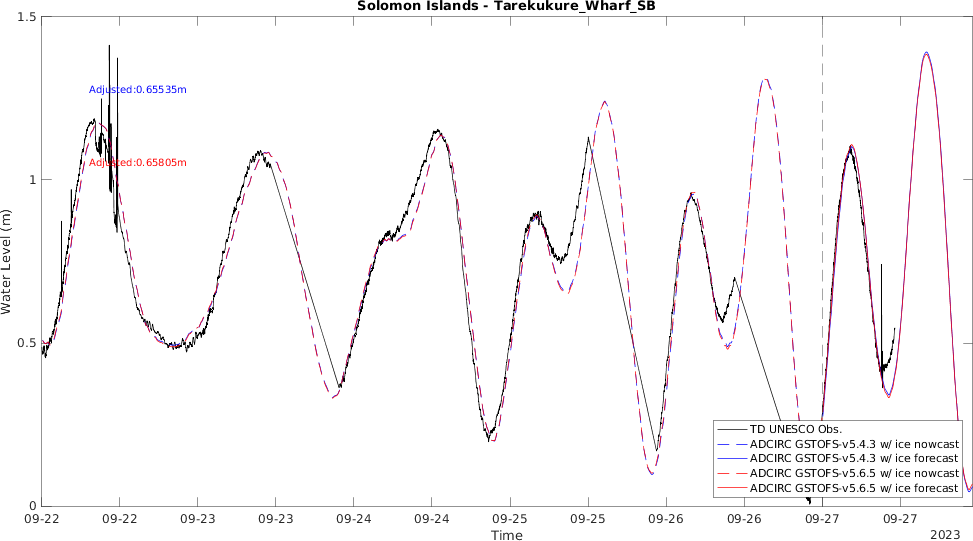 Solomon Islands - Tarekukure_Wharf_SB
1.5
Adjusted:0.65535m
Adjusted:0.65805m
1
Water Level (m)
0.5
TD UNESCO Obs.
ADCIRC GSTOFS-v5.4.3 w/ ice nowcast
ADCIRC GSTOFS-v5.4.3 w/ ice forecast
ADCIRC GSTOFS-v5.6.5 w/ ice nowcast
ADCIRC GSTOFS-v5.6.5 w/ ice forecast
0
09-22 09-22 09-23 09-23 09-24 09-24 09-25 09-25 09-26 09-26 09-27 09-27
Time
2023